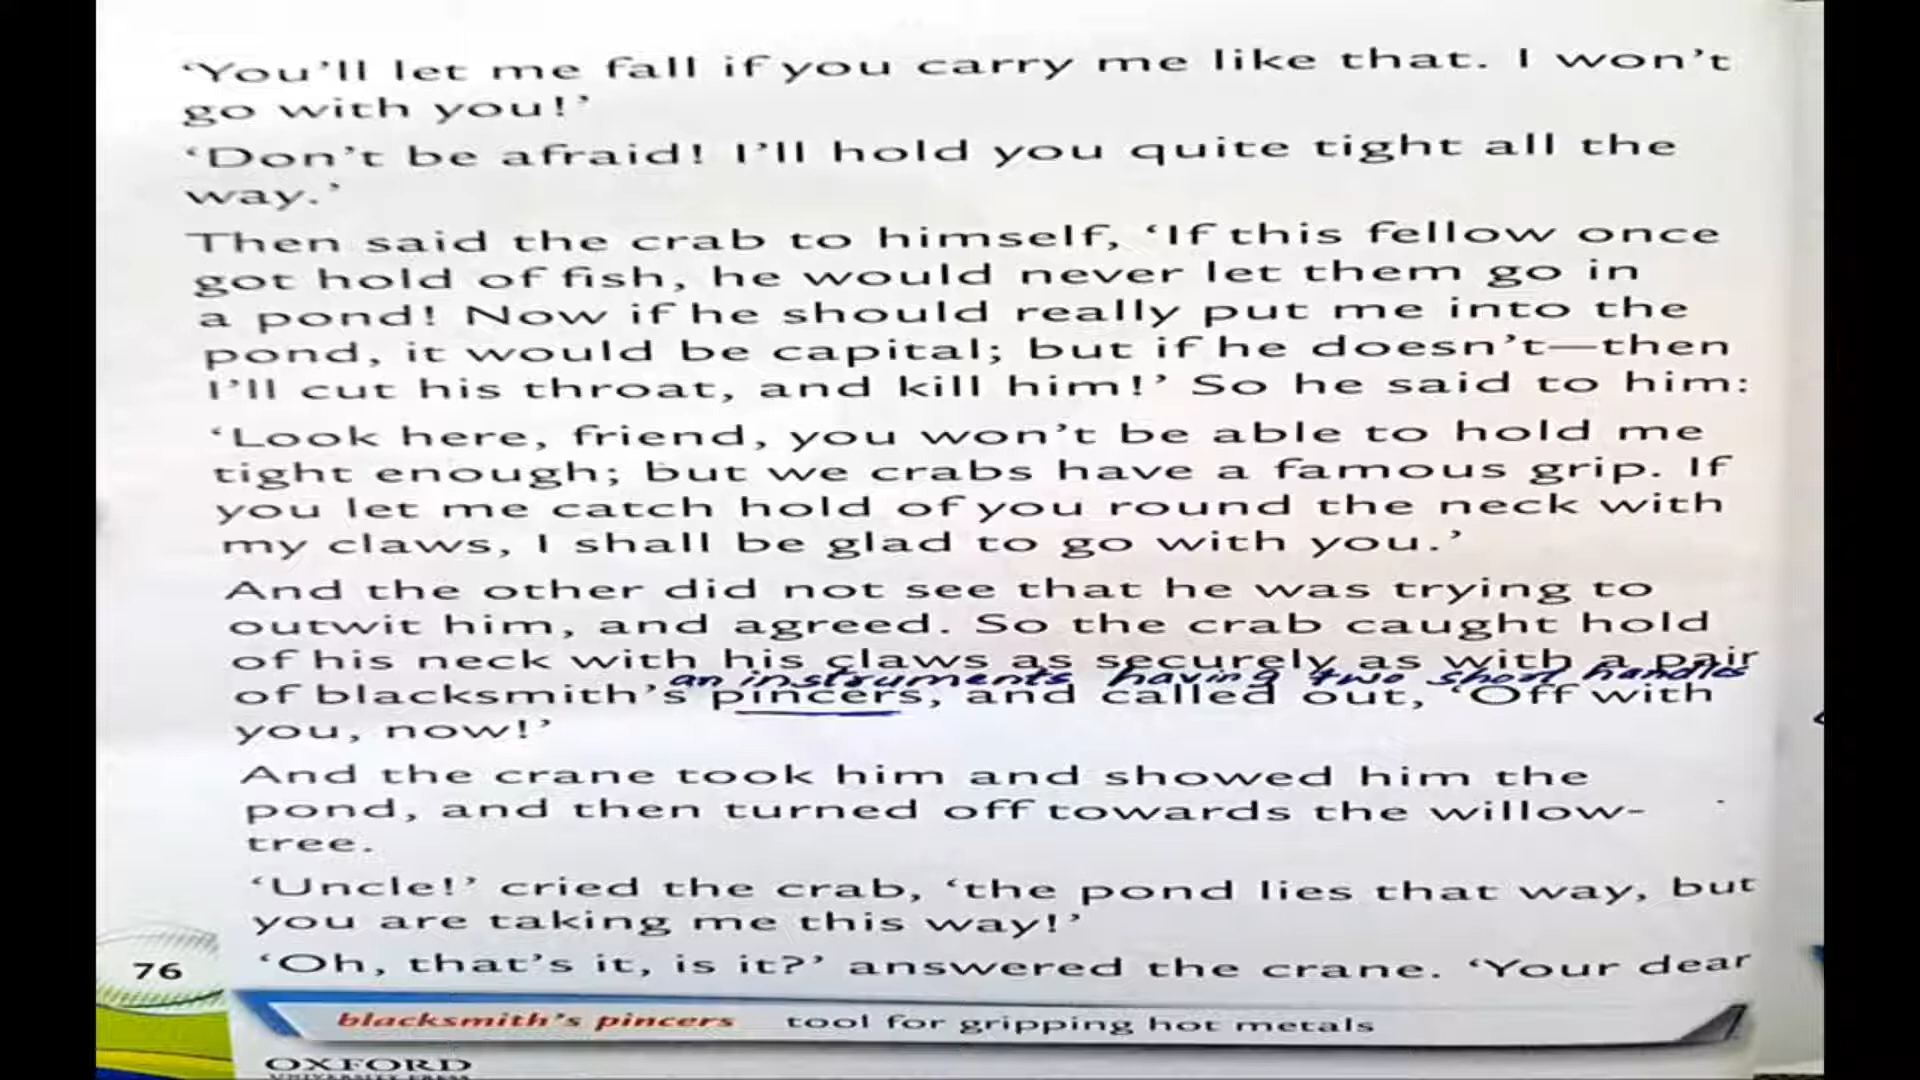 ‘You’ll let me fall if you carry me like that. I won’t
go with you!’
‘Don’t be afraid! I’ll hold you quite tight all the
way.’
Then said the crab to himself, ‘If this fellow once
got hold of fish, he would never let them go in
a pond! Now if he should really put me into the
pond, it would be capital; but if he doesn’t—then
I’ll cut his throat, and kill him!’ So he said to him:
‘Look here, friend, you won’t be able to hold me
tight enough; but we crabs have a famous grip. If
you let me catch hold of you round the neck with
my claws, I shall be glad to go with you.’
And the other did not see that he was trying to
outwit him, and agreed. So the crab caught hold
of his neck with his claws as securely as with a pair
an instruments having two short handles
of blacksmith’s pincers, and called out, ‘Off with
you, now!’
And the crane took him and showed him the
pond, and then turned off towards the willow-
tree.
‘Uncle!’ cried the crab, ‘the pond lies that way, but
you are taking me this way!’
‘Oh, that’s it, is it?’ answered the crane. ‘Your dear
76
blacksmith’s pincers tool for gripping hot metals
OXFORD
UNIVERSITY PRESS